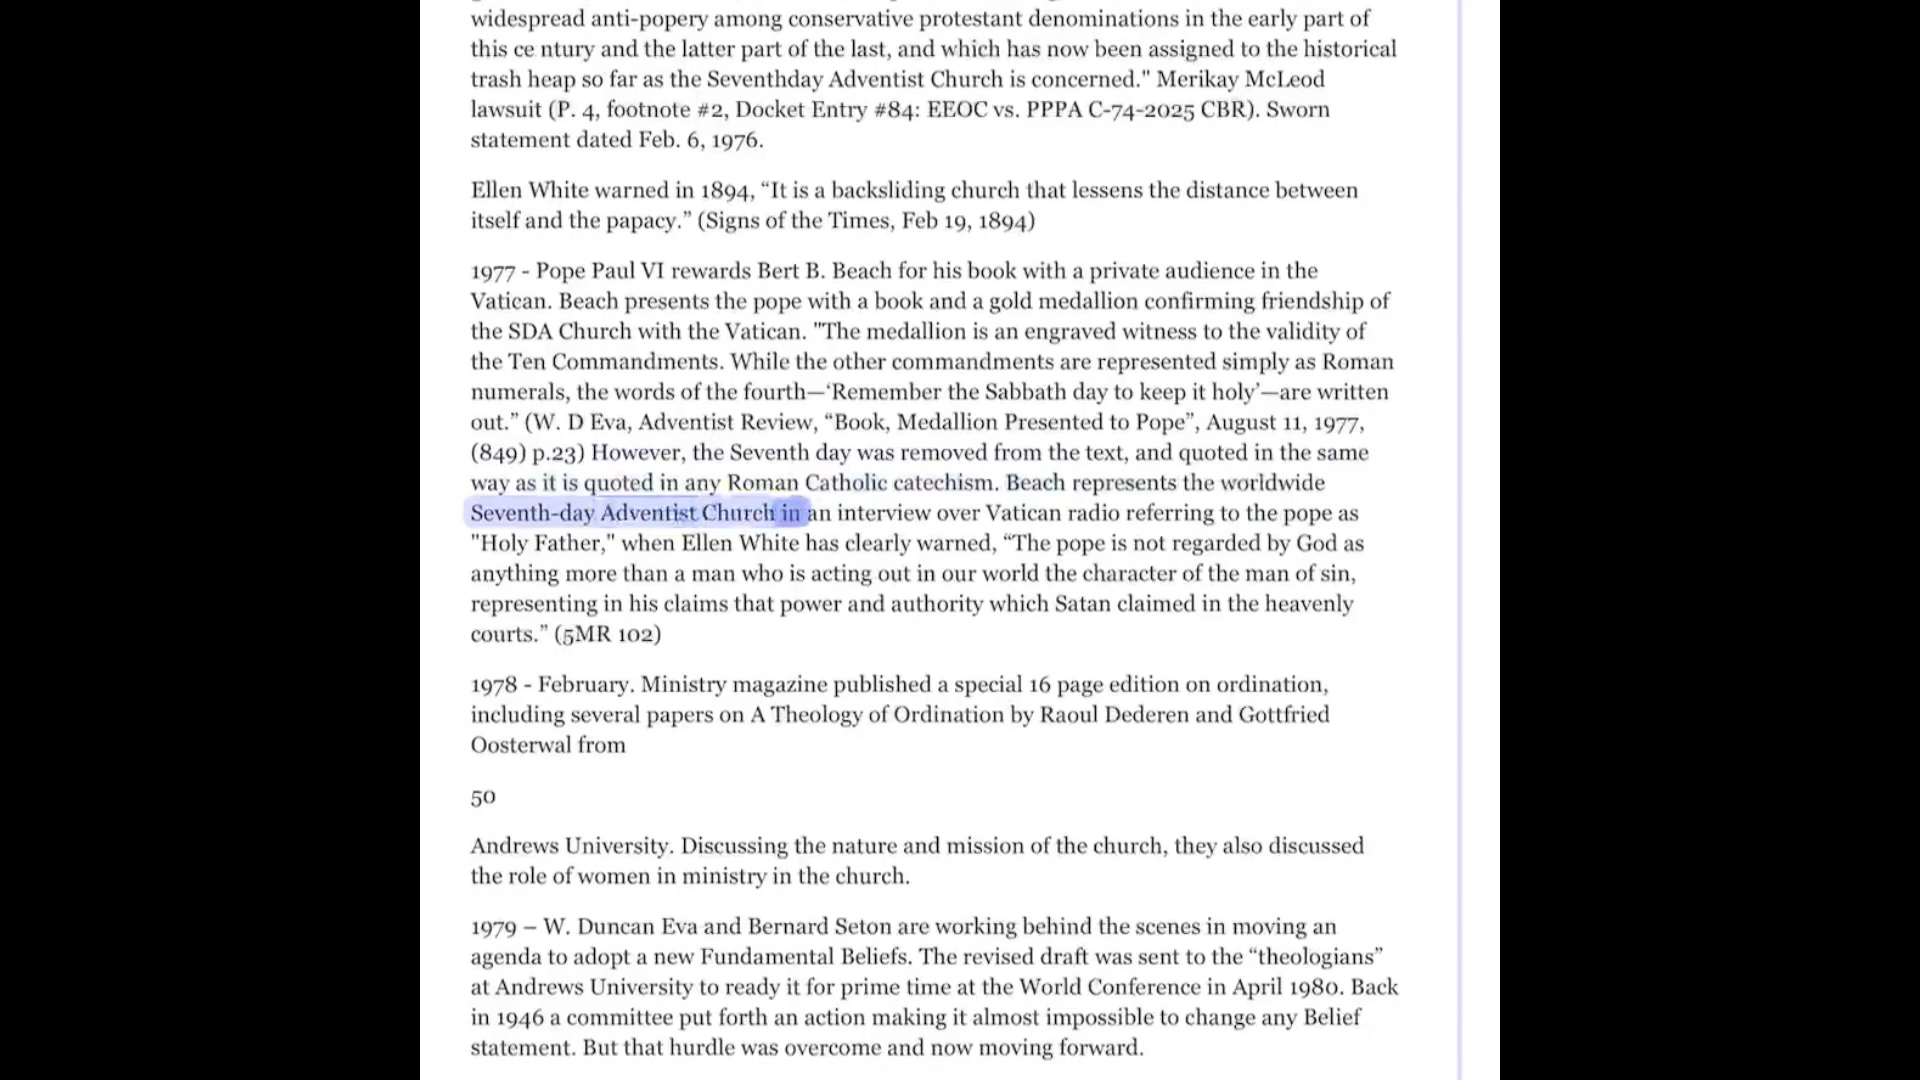 widespread anti-popery among conservative protestant denominations in the early part of
this ce ntury and the latter part of the last, and which has now been assigned to the historical
trash heap so far as the Seventhday Adventist Church is concerned." Merikay McLeod
lawsuit (P. 4, footnote #2, Docket Entry #84: EEOC vs. PPPA C-74-2025 CBR). Sworn
statement dated Feb. 6, 1976.
Ellen White warned in 1894, “It is a backsliding church that lessens the distance between
itself and the papacy.” (Signs of the Times, Feb 19, 1894)
1977 - Pope Paul VI rewards Bert B. Beach for his book with a private audience in the
Vatican. Beach presents the pope with a book and a gold medallion confirming friendship of
the SDA Church with the Vatican. "The medallion is an engraved witness to the validity of
the Ten Commandments. While the other commandments are represented simply as Roman
numerals, the words of the fourth—‘Remember the Sabbath day to keep it holy’—are written
out.” (W. D Eva, Adventist Review, “Book, Medallion Presented to Pope”, August 11, 1977,
(849) p.23) However, the Seventh day was removed from the text, and quoted in the same
way as it is quoted in any Roman Catholic catechism. Beach represents the worldwide
Seventh-day Adventist Church in an interview over Vatican radio referring to the pope as
"Holy Father," when Ellen White has clearly warned, “The pope is not regarded by God as
anything more than a man who is acting out in our world the character of the man of sin,
representing in his claims that power and authority which Satan claimed in the heavenly
courts.” (5MR 102)
1978 - February. Ministry magazine published a special 16 page edition on ordination,
including several papers on A Theology of Ordination by Raoul Dederen and Gottfried
Oosterwal from
50
Andrews University. Discussing the nature and mission of the church, they also discussed
the role of women in ministry in the church.
1979 – W. Duncan Eva and Bernard Seton are working behind the scenes in moving an
agenda to adopt a new Fundamental Beliefs. The revised draft was sent to the “theologians”
at Andrews University to ready it for prime time at the World Conference in April 1980. Back
in 1946 a committee put forth an action making it almost impossible to change any Belief
statement. But that hurdle was overcome and now moving forward.